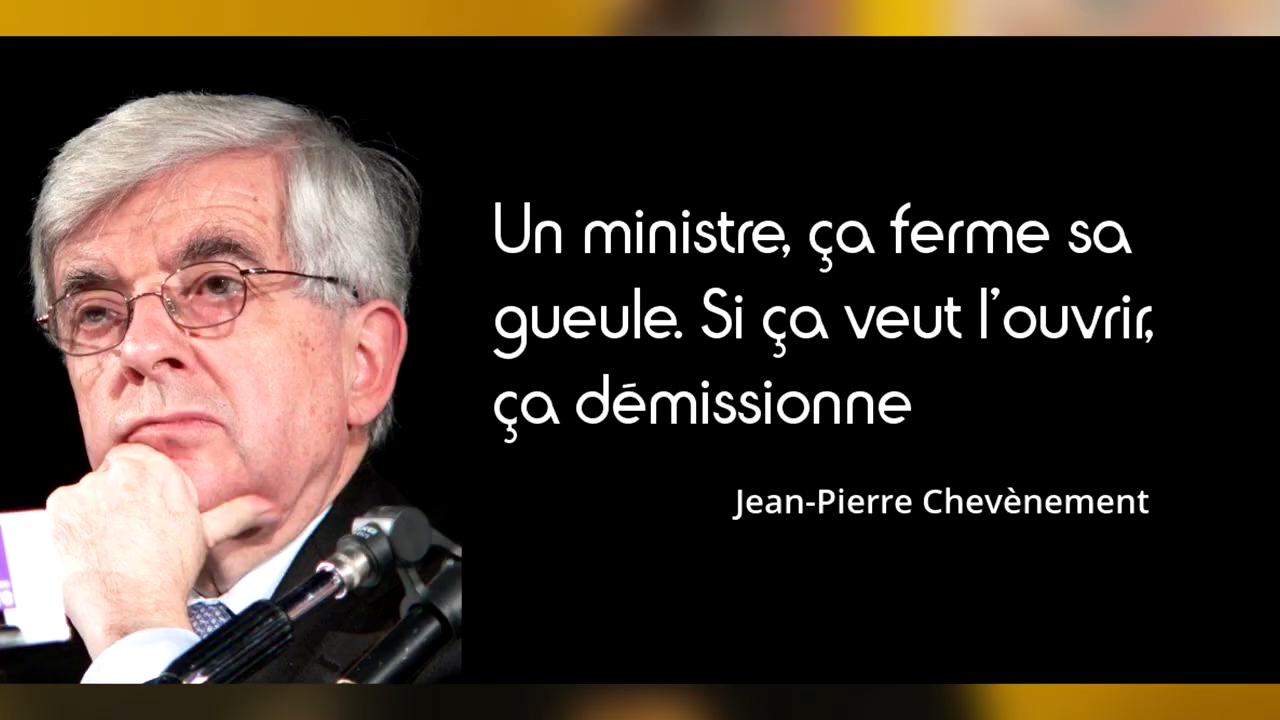 Un ministre, ça ferme sa
gueule. Si ça veut l'ouvrir,
ça démissionne
Jean-Pierre Chevènement